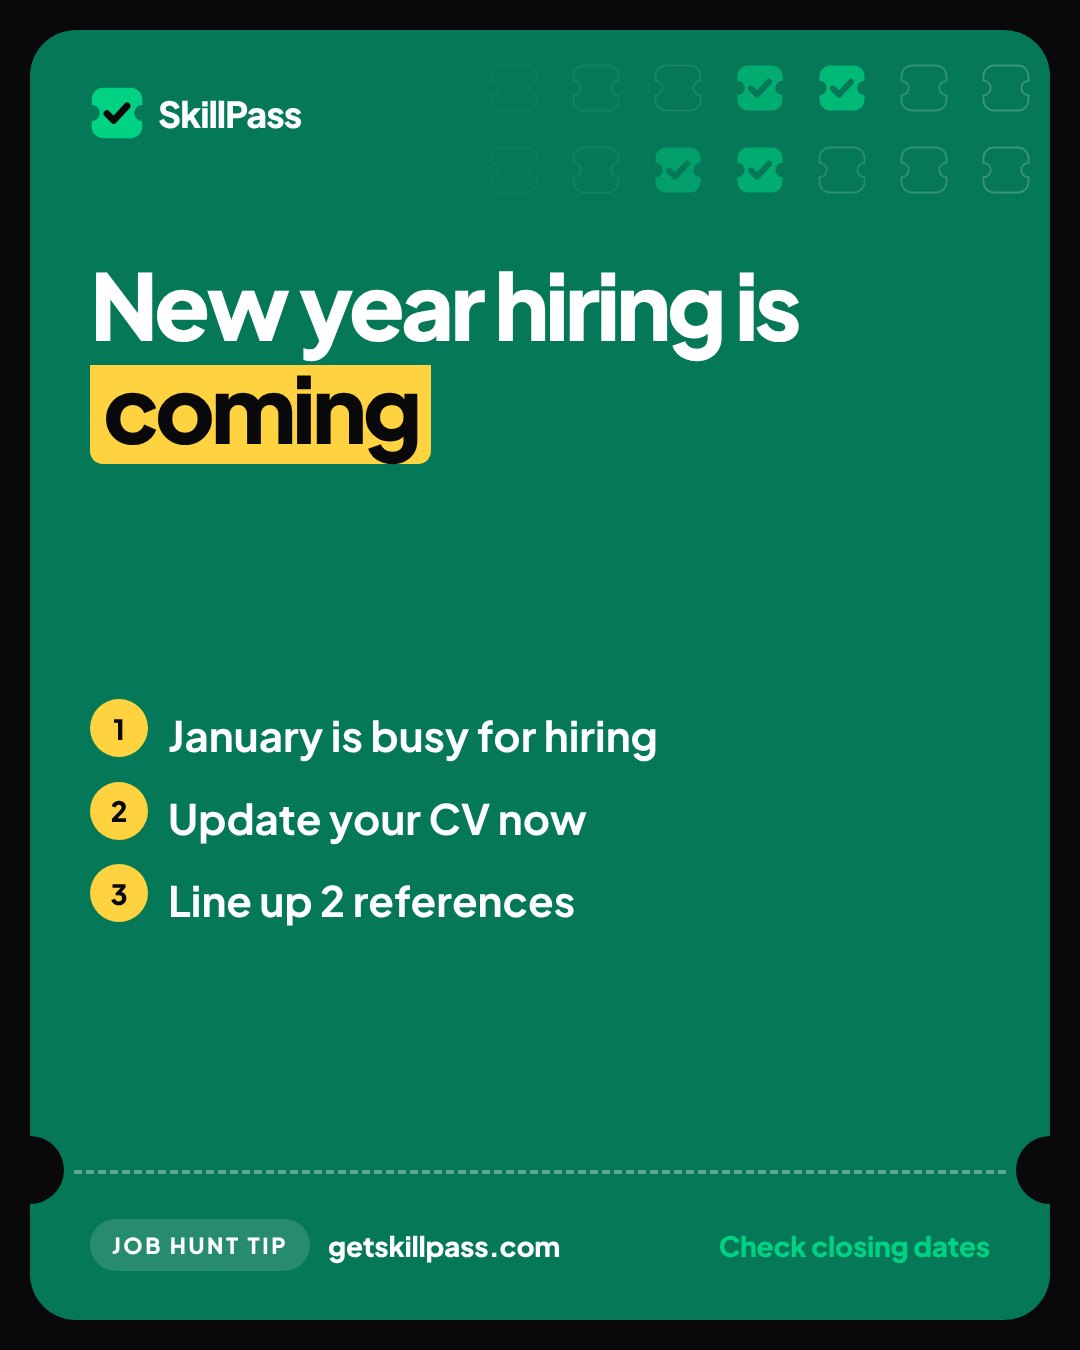 SkillPass
New year hiring is
coming
1 January is busy for hiring
2 Update your CV now
3 Line up 2 references
JOB HUNT TIP getskillpass.com Check closing dates